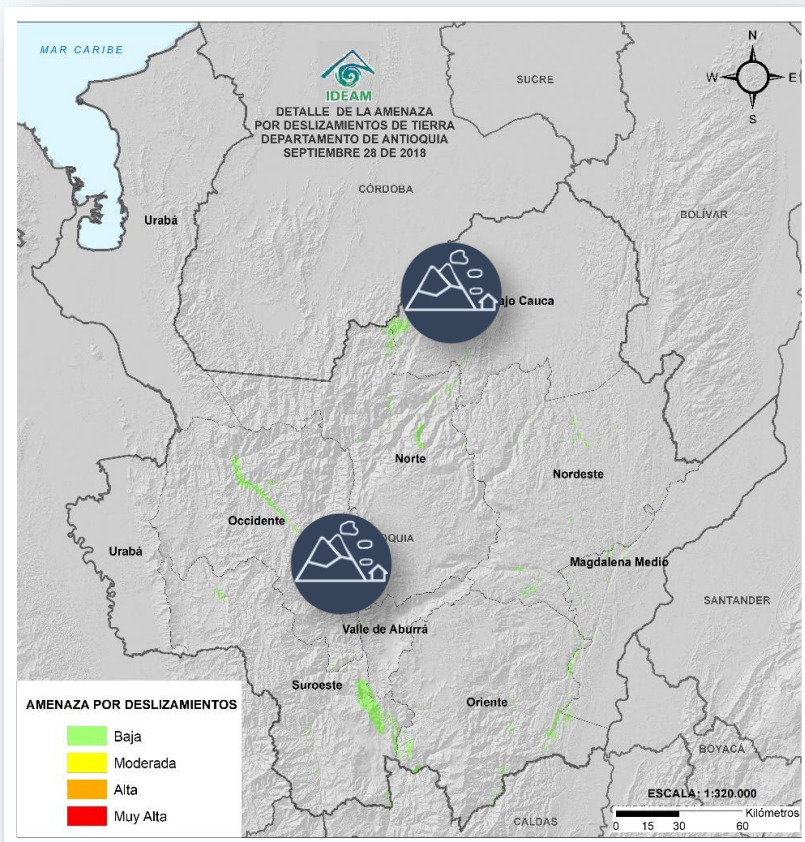 MAR CARIBE
IDEAM
DETALLE DE LA AMENAZA
POR DESLIZAMIENTOS DE TIERRA
DEPARTAMENTO DE ANTIOQUIA
SEPTIEMBRE 28 DE 2018
N
W
E
S
SUCRE
CÓRDOBA
BOLÍVAR
Urabá
ajo Cauca
Norte
Nordeste
Occidente
OQUIA
Urabá
Magdalena Medio
SANTANDER
Valle de Aburrá
Suroeste
Oriente
BOYACÁ
CALDAS
AMENAZA POR DESLIZAMIENTOS
Baja
Moderada
Alta
Muy Alta
ESCALA: 1:320.000
Kilómetros
0 15 30 60